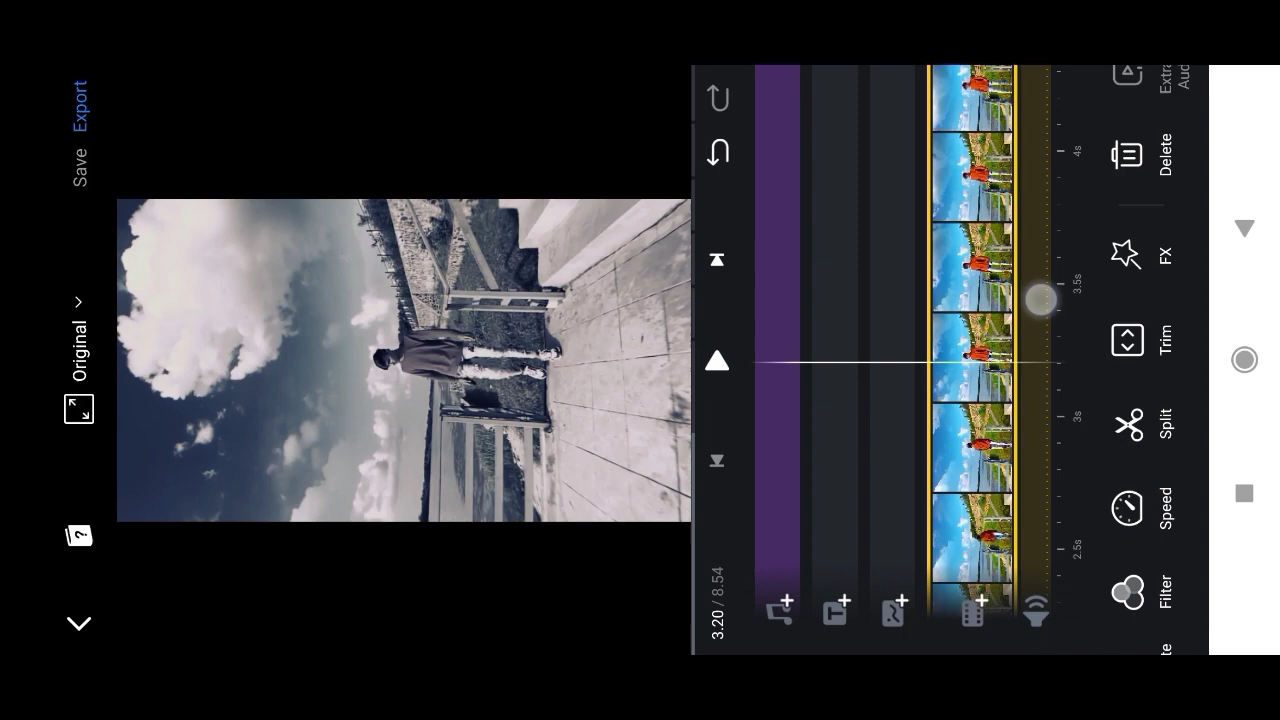 Original
Save Export
3.20 / 8.54
2.5s 3s 3.5s 4s
Filter Speed Split Trim FX Delete